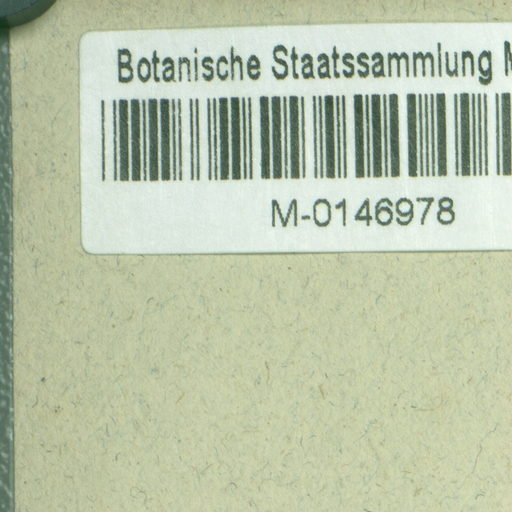 Botanische Staatssammlung
M-0146978